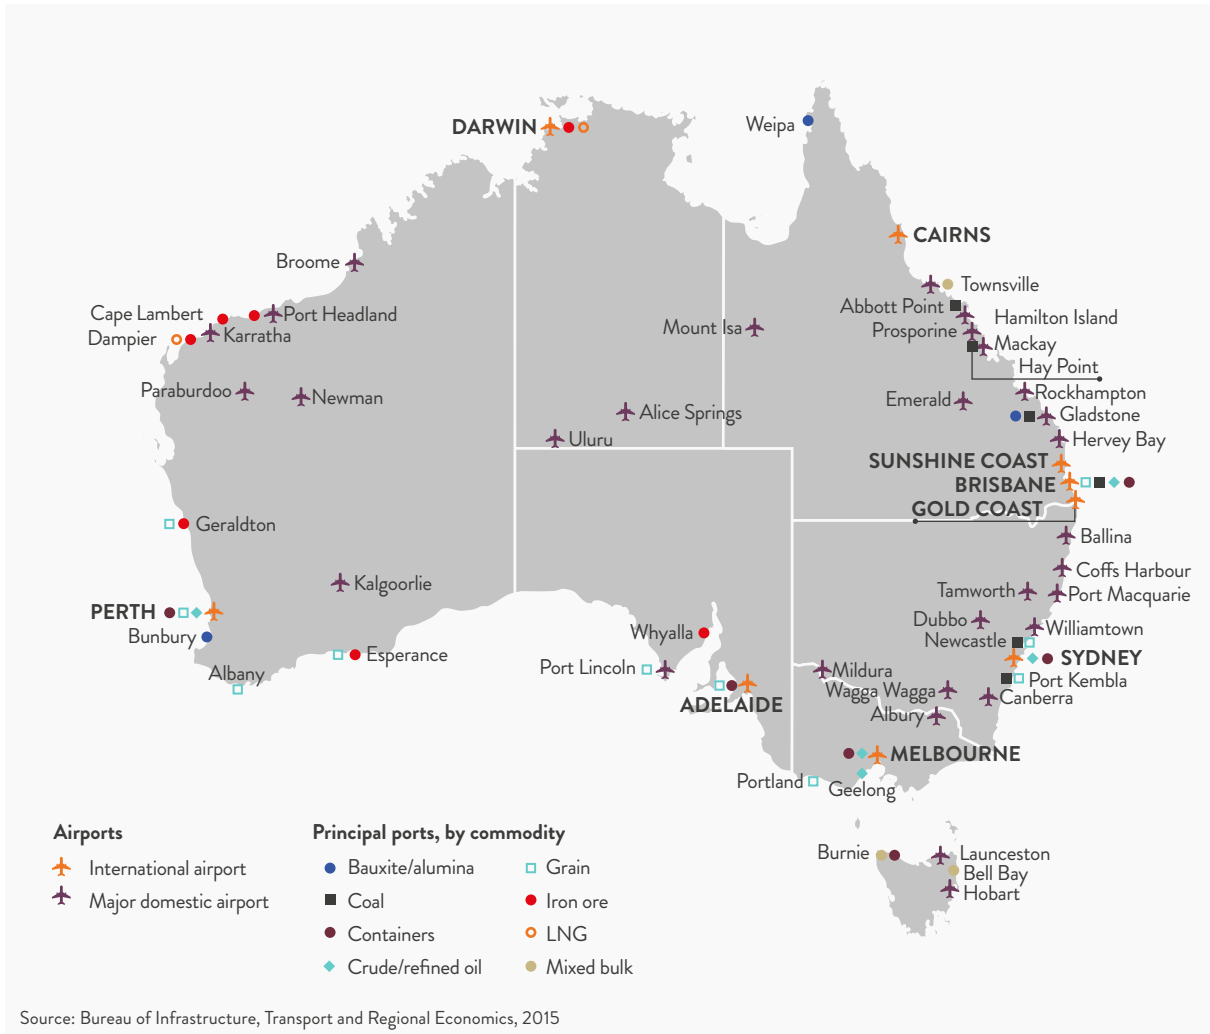 DARWIN
Weipa
CAIRNS
Broome
Townsville
Abbott Point
Cape Lambert
Port Headland
Hamilton Island
Mount Isa
Prosporine
Dampier
Karratha
Mackay
Hay Point
Paraburdoo
Newman
Rockhampton
Emerald
Alice Springs
Gladstone
Uluru
Hervey Bay
SUNSHINE COAST
BRISBANE
GOLD COAST
Geraldton
Ballina
Coffs Harbour
Kalgoorlie
Tamworth
Port Macquarie
PERTH
Dubbo
Williamtown
Bunbury
Whyalla
Newcastle
Esperance
SYDNEY
Port Lincoln
Mildura
Albany
Port Kembla
Wagga Wagga
Canberra
ADELAIDE
Albury
MELBOURNE
Portland
Geelong
Burnie
Launceston
Bell Bay
Hobart
Airports
International airport
Major domestic airport
Principal ports, by commodity
Bauxite/alumina
Coal
Containers
Crude/refined oil
Grain
Iron ore
LNG
Mixed bulk
Source: Bureau of Infrastructure, Transport and Regional Economics, 2015